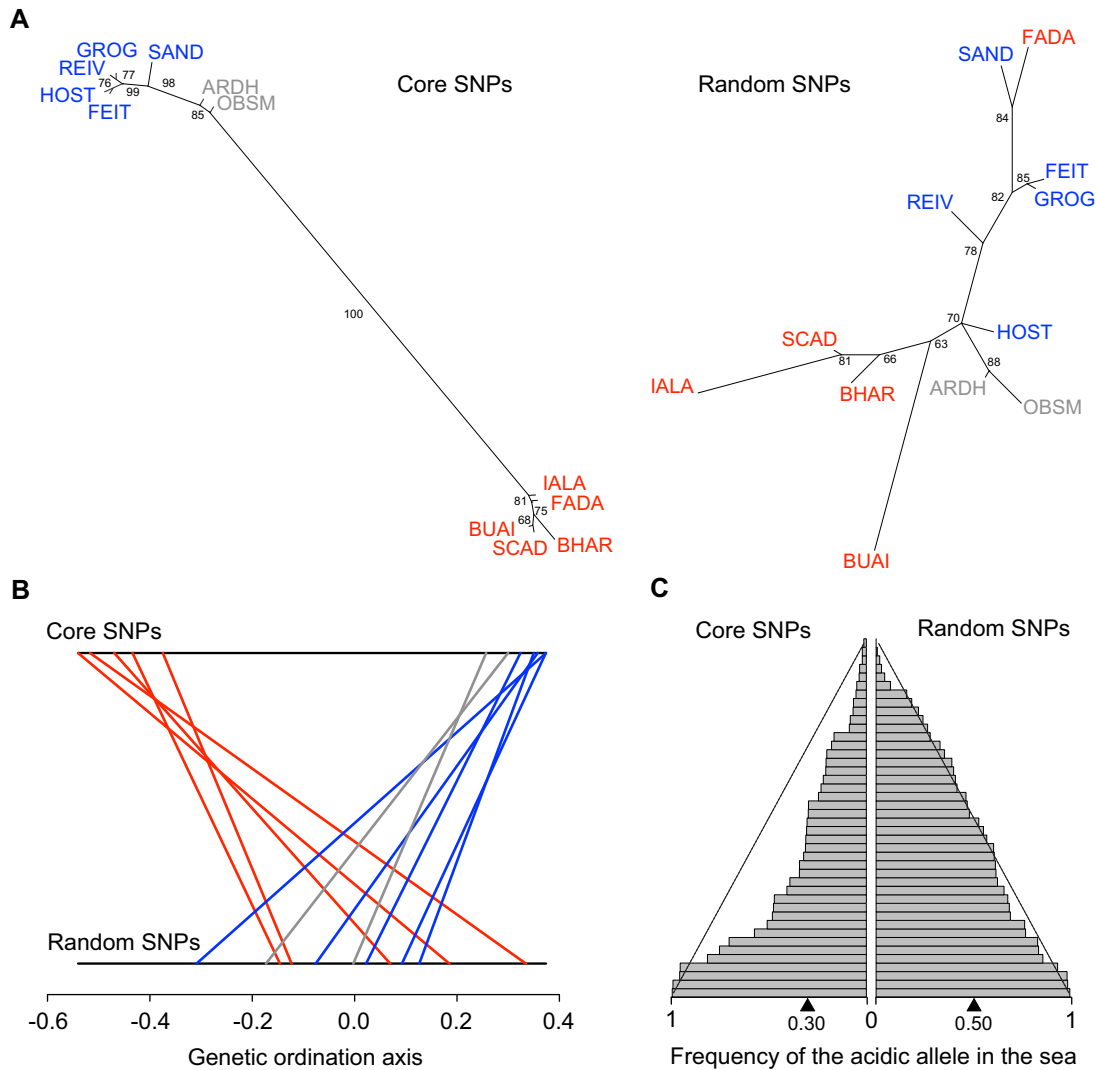 A
GROG SAND
REIV 77
76 98
HOST 99
FEIT
ARDH
OBSM
85
Core SNPs
100
IALA
81
FADA
75
BUAI 68
SCAD BHAR
Random SNPs
FADA
SAND
84
85 FEIT
82 GROG
REIV
78
70
HOST
63
SCAD
81 66
88
IALA
BHAR
ARDH
OBSM
BUAI
B
Core SNPs
Random SNPs
-0.6 -0.4 -0.2 0.0 0.2 0.4
Genetic ordination axis
C
Core SNPs Random SNPs
1 0 1
0.30 0.50
Frequency of the acidic allele in the sea